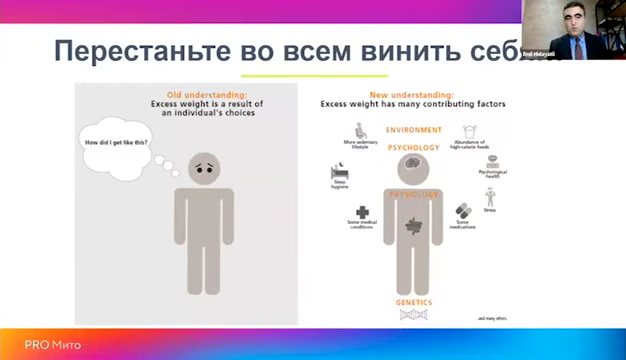 Перестаньте во всем винить себя
Old understanding:
Excess weight is a result of
an individual's choices
How did I get like this?
New understanding:
Excess weight has many contributing factors
More sedentary
lifestyle
ENVIRONMENT
Abundance of
high-calorie foods
PSYCHOLOGY
Sleep
hygiene
Psychological
health
PHYSIOLOGY
Stress
Some medical
conditions
Some
medications
GENETICS
...and many others.
PRO Мито